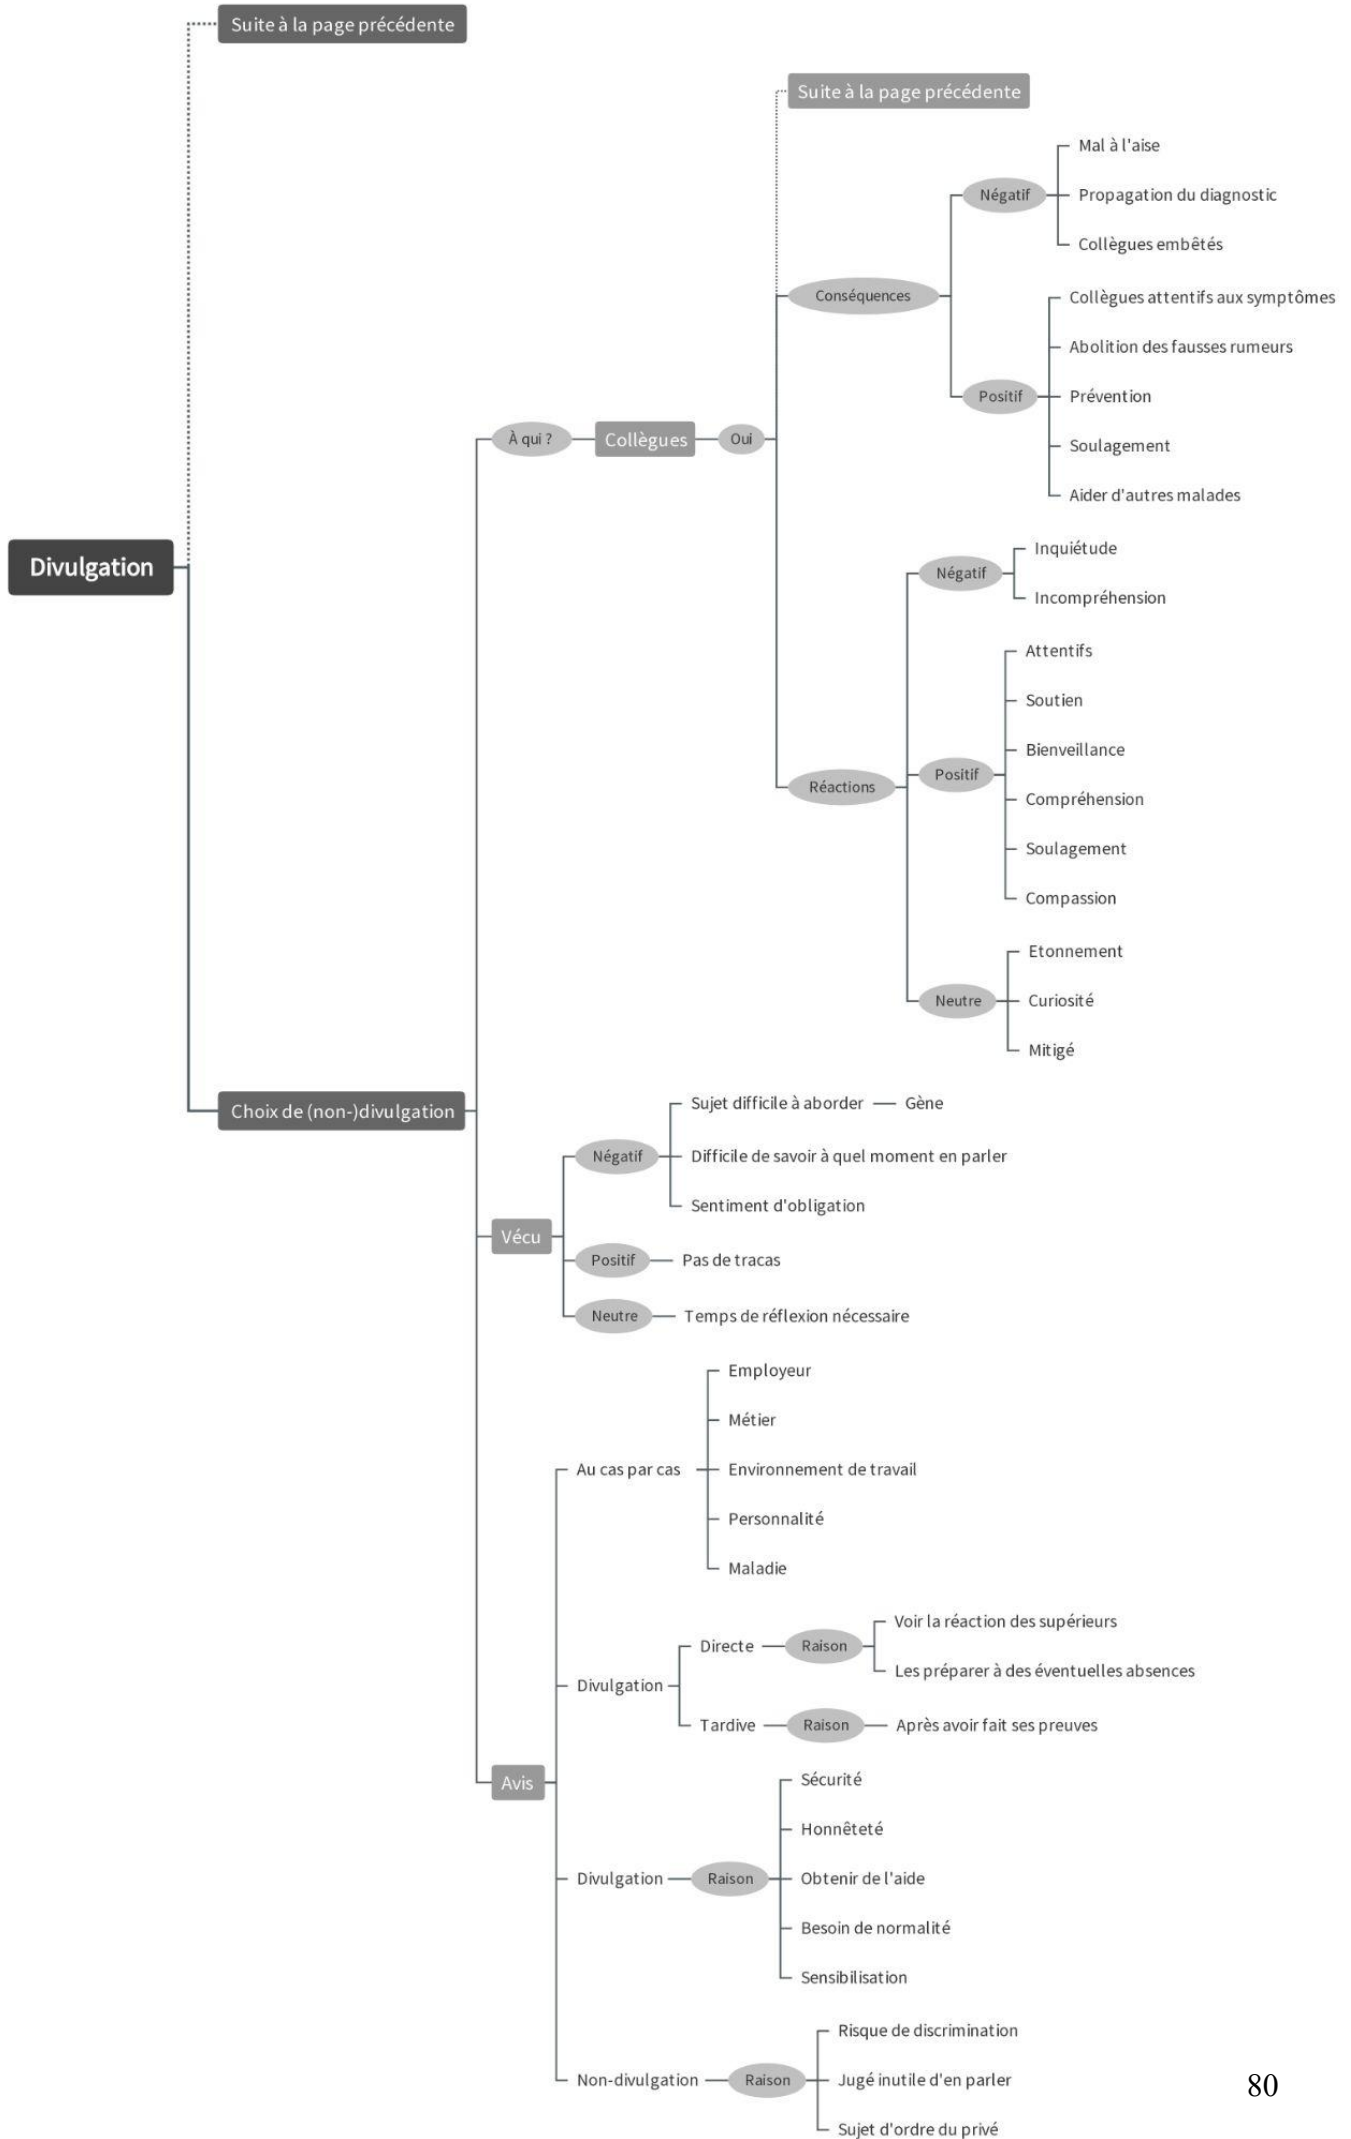 Suite à la page précédente
Suite à la page précédente
Mal à l'aise
Négatif
Propagation du diagnostic
Collègues embêtés
Conséquences
Collègues attentifs aux symptômes
Abolition des fausses rumeurs
Positif
Prévention
À qui ?
Collègues
Oui
Soulagement
Aider d'autres malades
Divulgation
Inquiétude
Négatif
Incompréhension
Attentifs
Soutien
Bienveillance
Réactions
Positif
Compréhension
Soulagement
Compassion
Etonnement
Neutre
Curiosité
Mitigé
Choix de (non-)divulgation
Sujet difficile à aborder
Gène
Négatif
Difficile de savoir à quel moment en parler
Sentiment d'obligation
Vécu
Positif
Pas de tracas
Neutre
Temps de réflexion nécessaire
Employeur
Métier
Au cas par cas
Environnement de travail
Personnalité
Maladie
Voir la réaction des supérieurs
Directe
Raison
Les préparer à des éventuelles absences
Divulgation
Tardive
Raison
Après avoir fait ses preuves
Avis
Sécurité
Honnêteté
Divulgation
Raison
Obtenir de l'aide
Besoin de normalité
Sensibilisation
Risque de discrimination
Non-divulgation
Raison
Jugé inutile d'en parler
Sujet d'ordre du privé
80